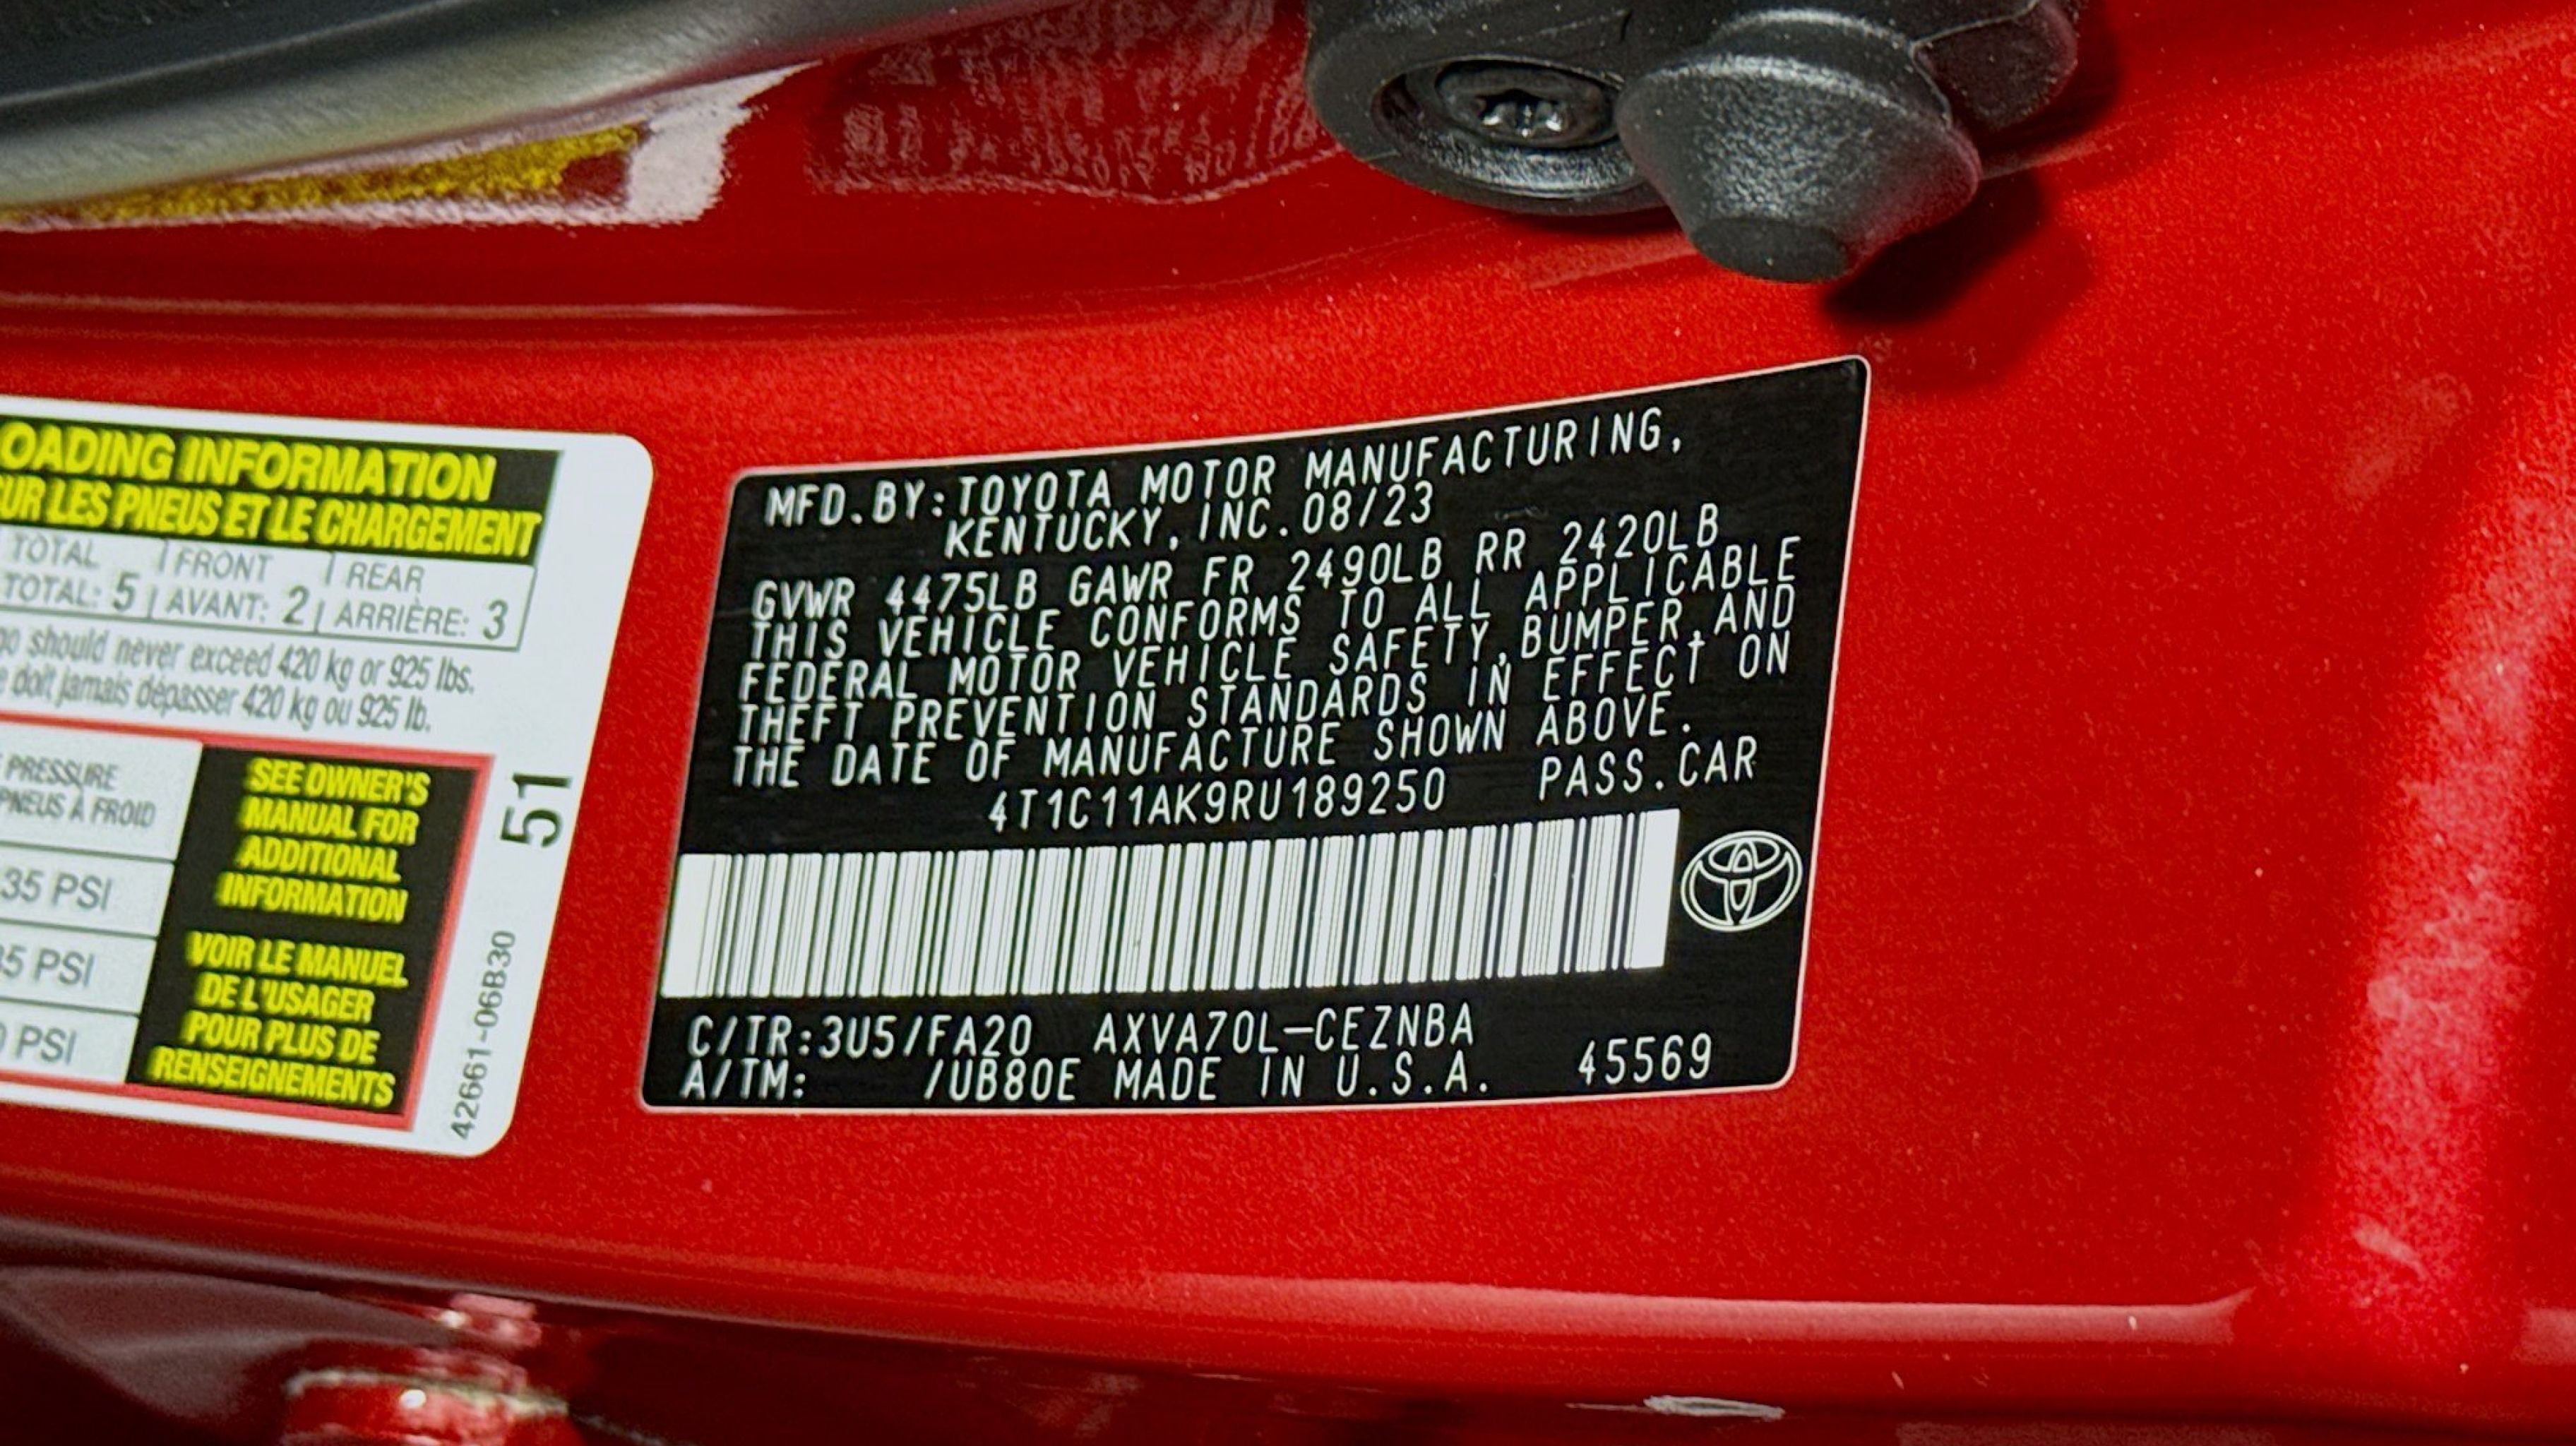 OADING INFORMATION
UR LES PNEUS ET LE CHARGEMENT
TOTAL | FRONT | REAR
TOTAL: 5 | AVANT: 2 | ARRIÈRE: 3
go should never exceed 420 kg or 925 lbs.
e doit jamais dépasser 420 kg ou 925 lb.
PRESSURE
PNEUS À FROID
35 PSI
35 PSI
0 PSI
SEE OWNER'S
MANUAL FOR
ADDITIONAL
INFORMATION
VOIR LE MANUEL
DE L'USAGER
POUR PLUS DE
RENSEIGNEMENTS
51
42661-06B30
MFD.BY:TOYOTA MOTOR MANUFACTURING,
KENTUCKY, INC. 08/23
GVWR 4475LB GAWR FR 2490LB RR 2420LB
THIS VEHICLE CONFORMS TO ALL APPLICABLE
FEDERAL MOTOR VEHICLE SAFETY, BUMPER, AND
THEFT PREVENTION STANDARDS IN EFFECT ON
THE DATE OF MANUFACTURE SHOWN ABOVE.
4T1C11AK9RU189250 PASS.CAR
C/TR:3U5/FA20 AXVA70L-CEZNBA
A/TM: /UB80E MADE IN U.S.A. 45569